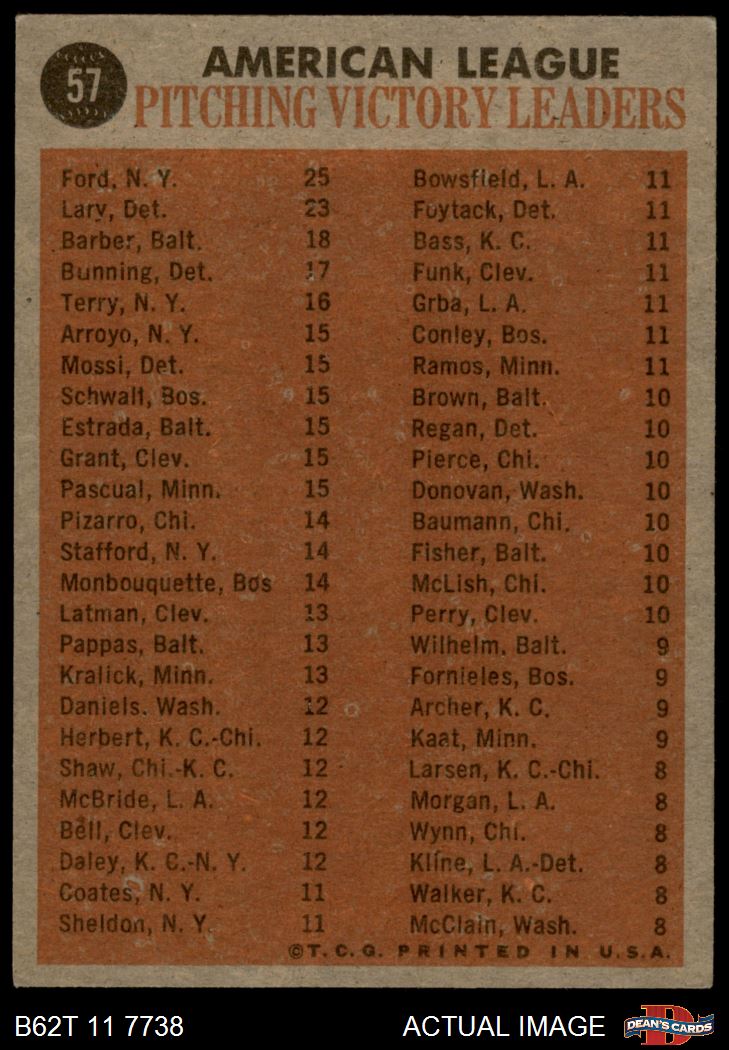 57
AMERICAN LEAGUE
PITCHING VICTORY LEADERS
Ford, N. Y. 25
Lary, Det. 23
Barber, Balt. 18
Bunning, Det. 17
Terry, N. Y. 16
Arroyo, N. Y. 15
Mossi, Det. 15
Schwall, Bos. 15
Estrada, Balt. 15
Grant, Clev. 15
Pascual, Minn. 15
Pizarro, Chi. 14
Stafford, N. Y. 14
Monbouquette, Bos 14
Latman, Clev. 13
Pappas, Balt. 13
Kralick, Minn. 13
Daniels. Wash. 12
Herbert, K. C.-Chi. 12
Shaw, Chi.-K. C. 12
McBride, L. A. 12
Bell, Clev. 12
Daley, K. C.-N. Y. 12
Coates, N. Y. 11
Sheldon, N. Y. 11
Bowsfield, L. A. 11
Foytack, Det. 11
Bass, K. C. 11
Funk, Clev. 11
Grba, L. A. 11
Conley, Bos. 11
Ramos, Minn. 11
Brown, Balt. 10
Regan, Det. 10
Pierce, Chi. 10
Donovan, Wash. 10
Baumann, Chi. 10
Fisher, Balt. 10
McLish, Chi. 10
Perry, Clev. 10
Wilhelm, Balt. 9
Fornieles, Bos. 9
Archer, K. C. 9
Kaat, Minn. 9
Larsen, K. C.-Chi. 8
Morgan, L. A. 8
Wynn, Chi. 8
Kline, L. A.-Det. 8
Walker, K. C. 8
McClain, Wash. 8
©T. C. G. PRINTED IN U. S. A.
B62T 11 7738 ACTUAL IMAGE
DEAN'S CARDS